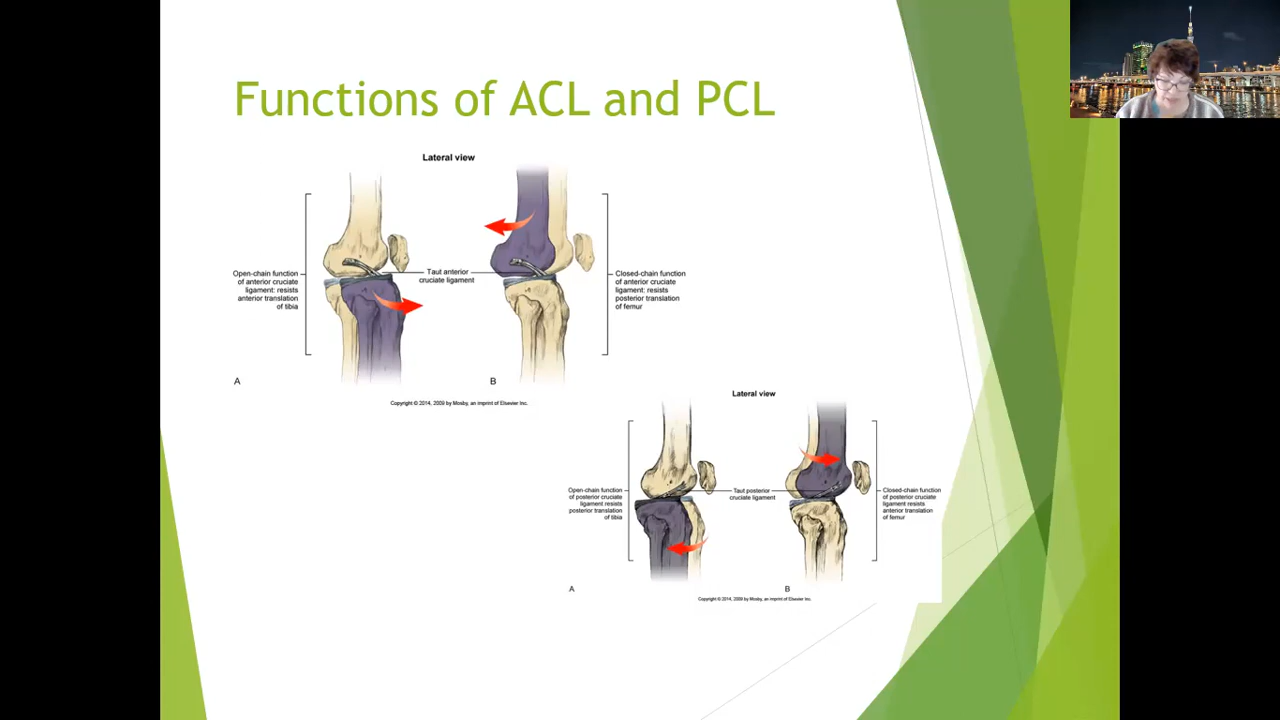 Functions of ACL and PCL
Lateral view
Open-chain function
of anterior cruciate
ligament: resists
anterior translation
of tibia
Taut anterior
cruciate ligament
Closed-chain function
of anterior cruciate
ligament: resists
posterior translation
of femur
A
B
Copyright © 2014, 2009 by Mosby, an imprint of Elsevier Inc.
Lateral view
Open-chain function
of posterior cruciate
ligament resists
posterior translation
of tibia
Taut posterior
cruciate ligament
Closed-chain function
of posterior cruciate
ligament resists
anterior translation
of femur
A
B
Copyright © 2014, 2009 by Mosby, an imprint of Elsevier Inc.